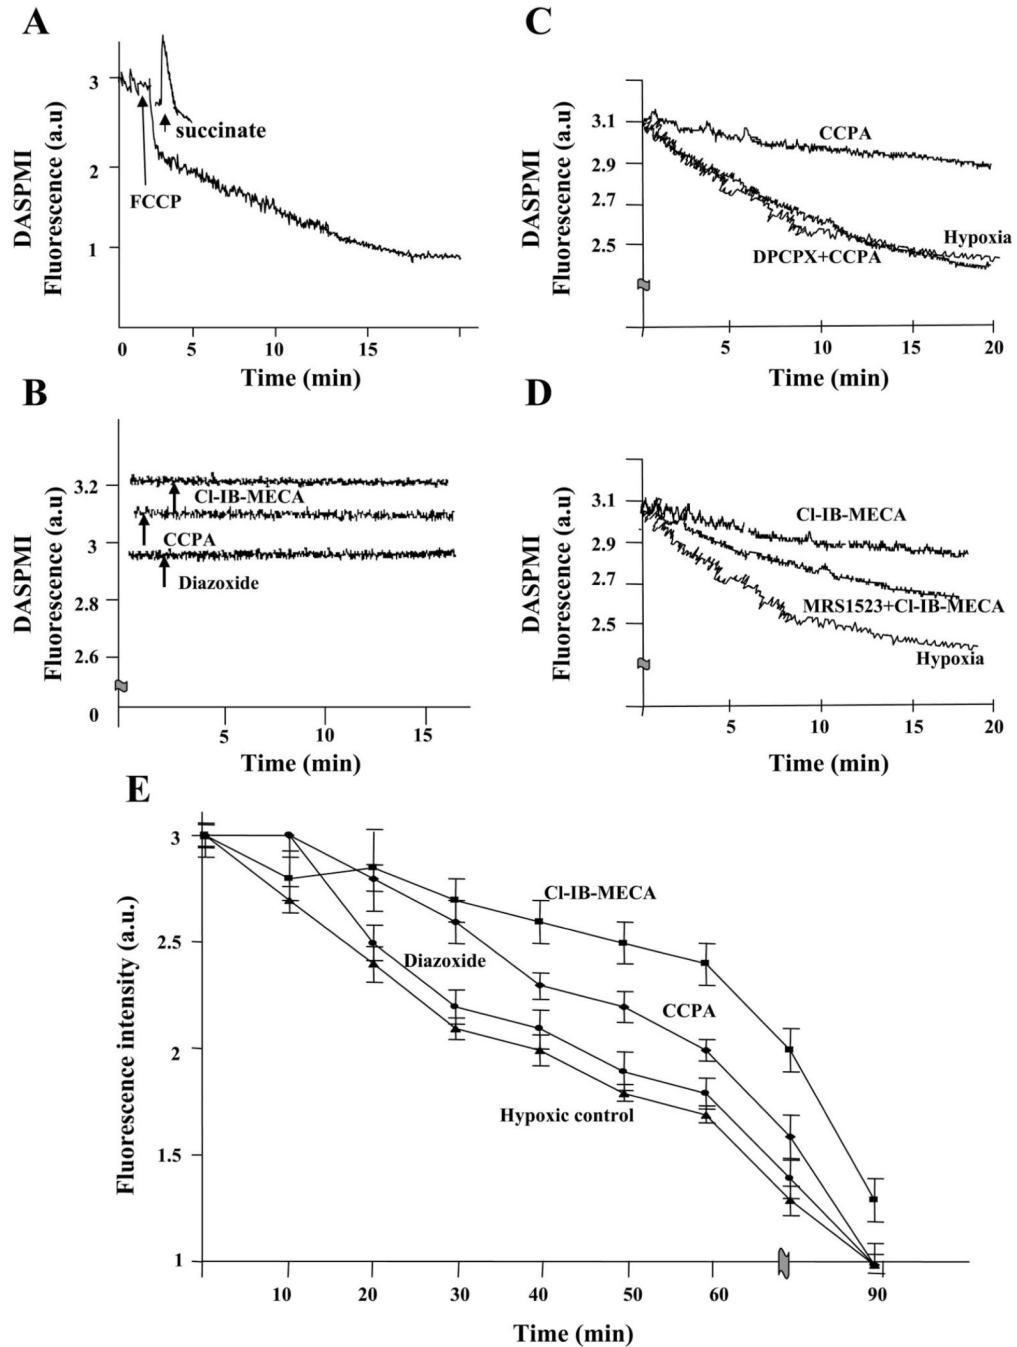 A
DASPMI
Fluorescence (a.u)
3
2
1
succinate
FCCP
0 5 10 15
Time (min)
C
DASPMI
Fluorescence (a.u)
3.1
2.9
2.7
2.5
CCPA
Hypoxia
DPCPX+CCPA
5 10 15 20
Time (min)
B
DASPMI
Fluorescence (a.u)
3.2
3
2.8
2.6
0
Cl-IB-MECA
CCPA
Diazoxide
5 10 15
Time (min)
D
DASPMI
Fluorescence (a.u)
3.1
2.9
2.7
2.5
Cl-IB-MECA
MRS1523+Cl-IB-MECA
Hypoxia
5 10 15 20
Time (min)
E
Fluorescence intensity (a.u.)
3
2.5
2
1.5
1
Cl-IB-MECA
Diazoxide
CCPA
Hypoxic control
10 20 30 40 50 60 90
Time (min)